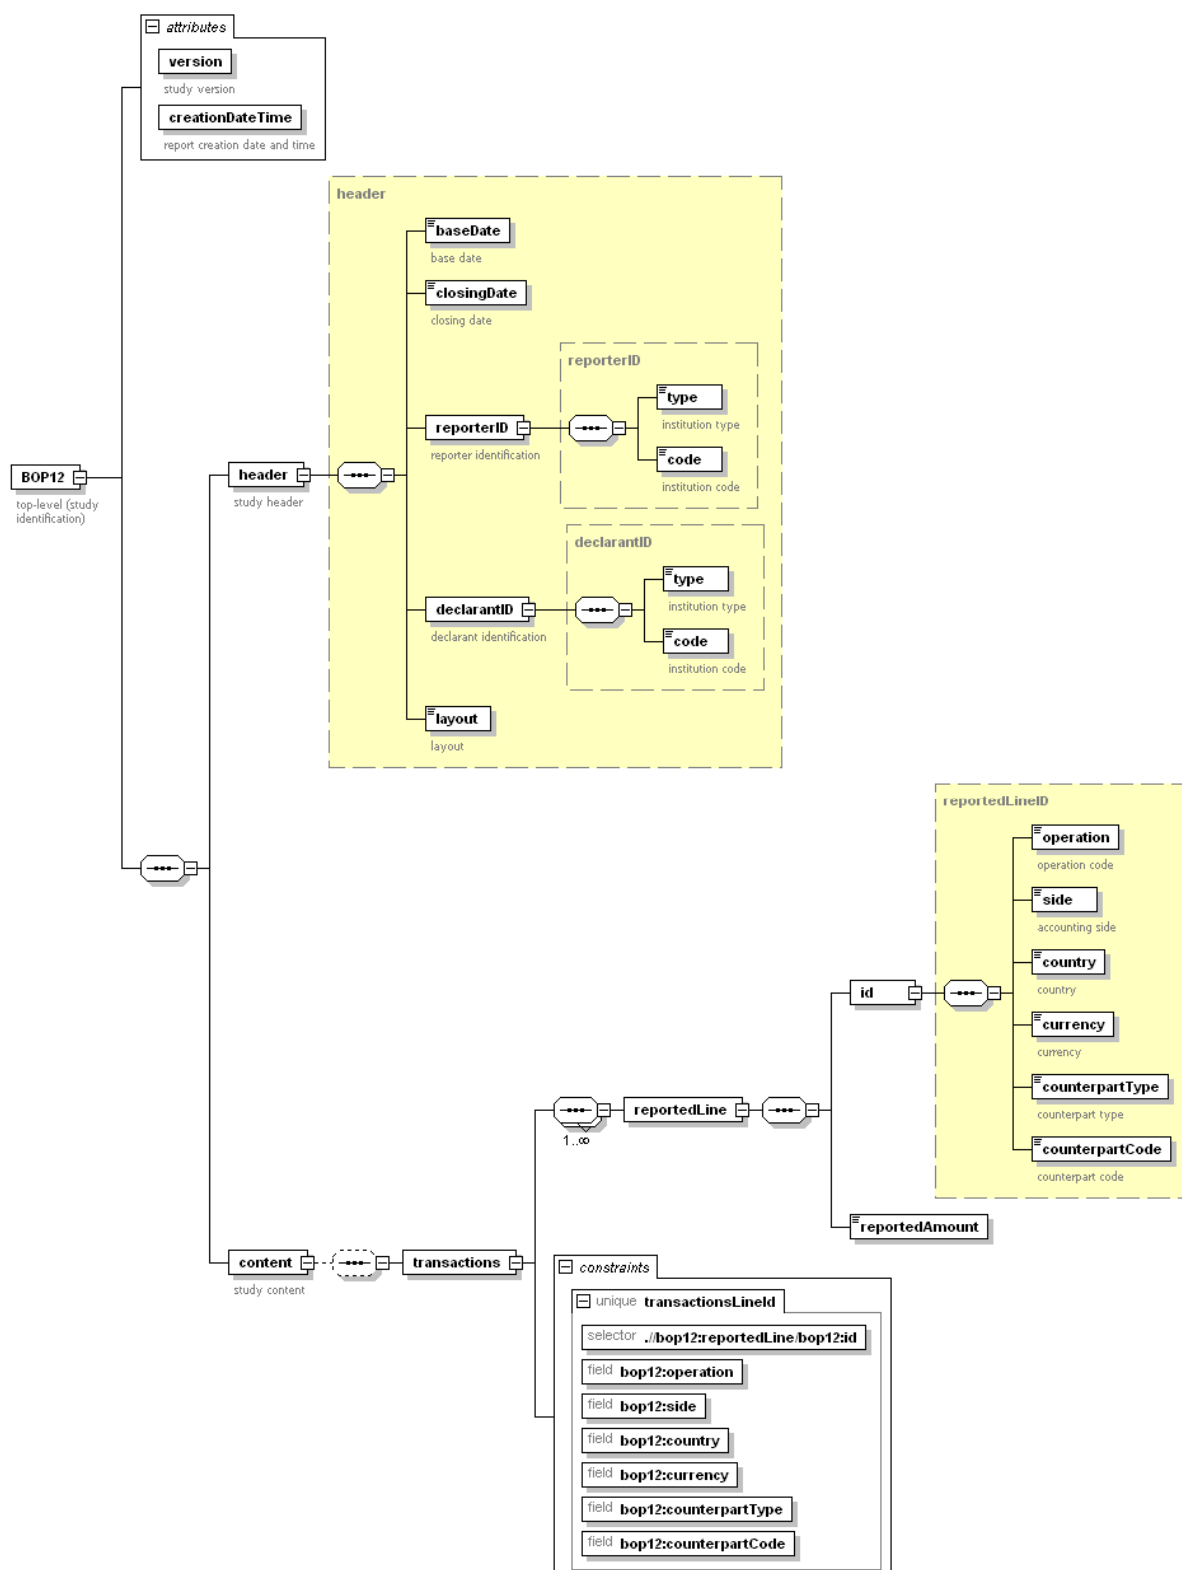 attributes
version
study version
creationDateTime
report creation date and time
header
baseDate
base date
closingDate
closing date
reporterID
type
institution type
reporterID
reporter identification
code
institution code
BOP12
top-level (study
identification)
header
study header
declarantID
type
institution type
declarantID
declarant identification
code
institution code
layout
layout
reportedLineID
operation
operation code
side
accounting side
country
country
id
currency
currency
counterpartType
counterpart type
reportedLine
1..∞
counterpartCode
counterpart code
reportedAmount
content
study content
transactions
constraints
unique transactionsLineId
selector .//bop12:reportedLine/bop12:id
field bop12:operation
field bop12:side
field bop12:country
field bop12:currency
field bop12:counterpartType
field bop12:counterpartCode